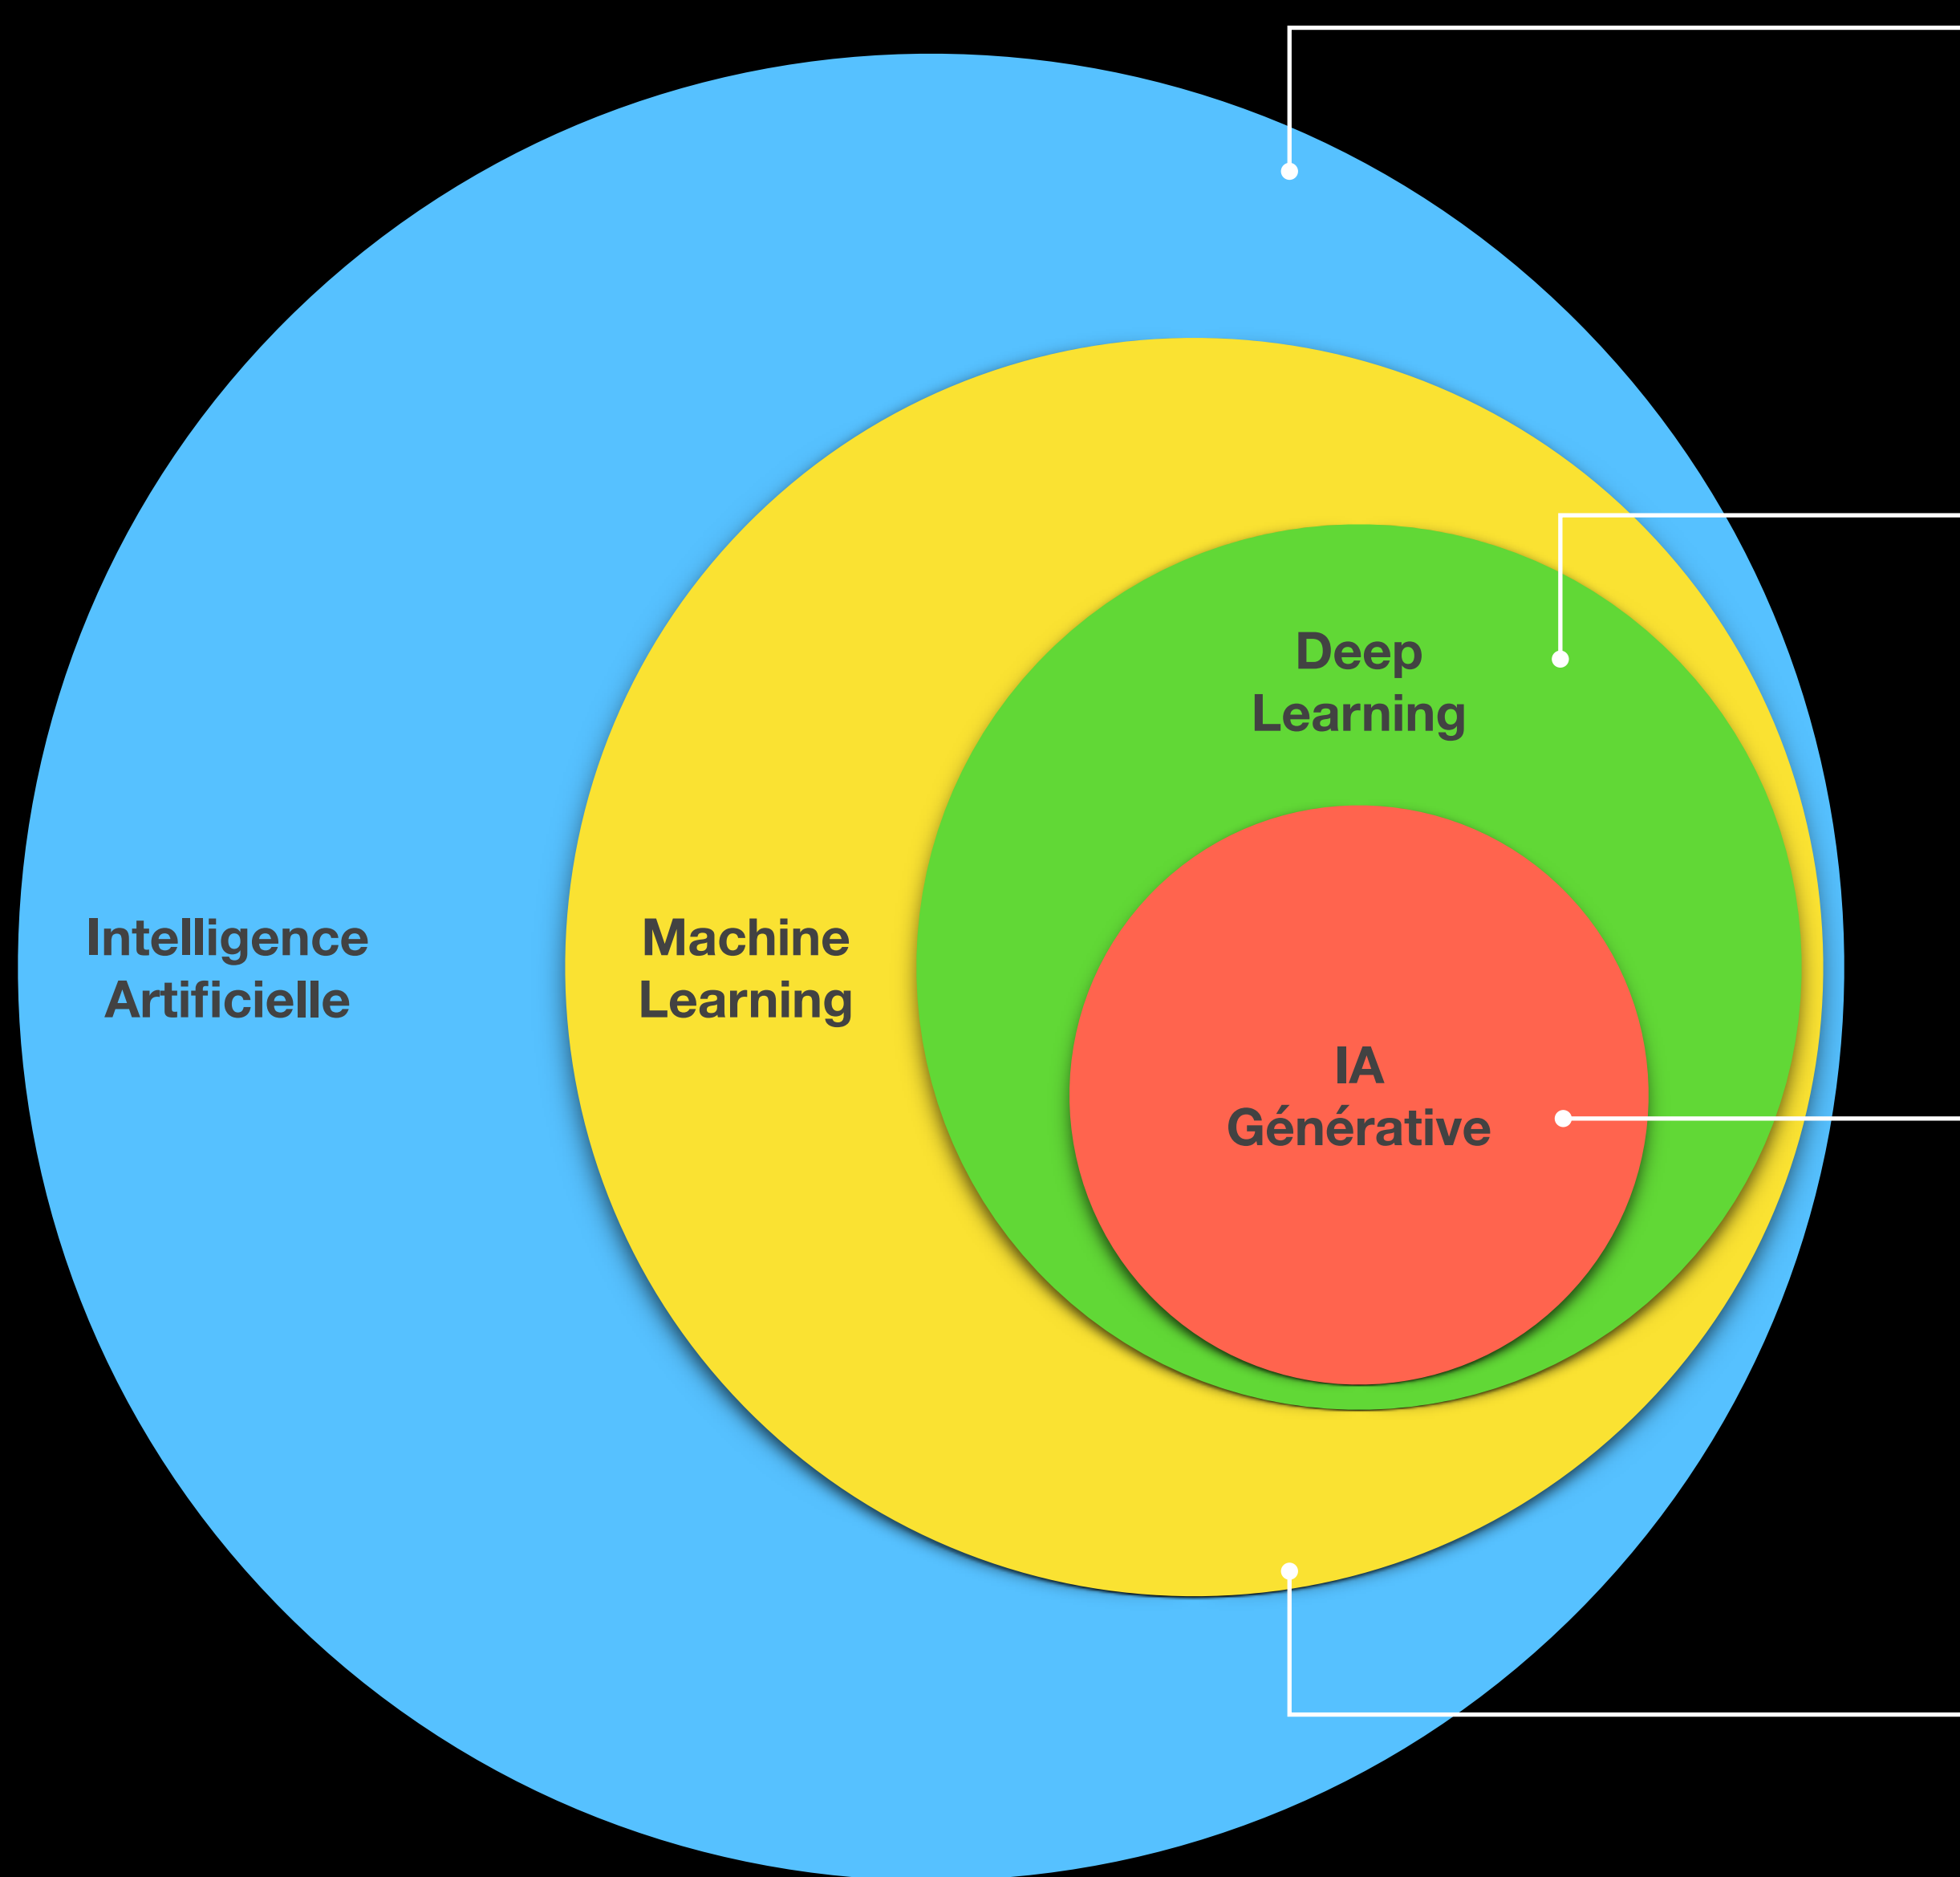 Intelligence
Artificielle
Machine
Learning
Deep
Learning
IA
Générative